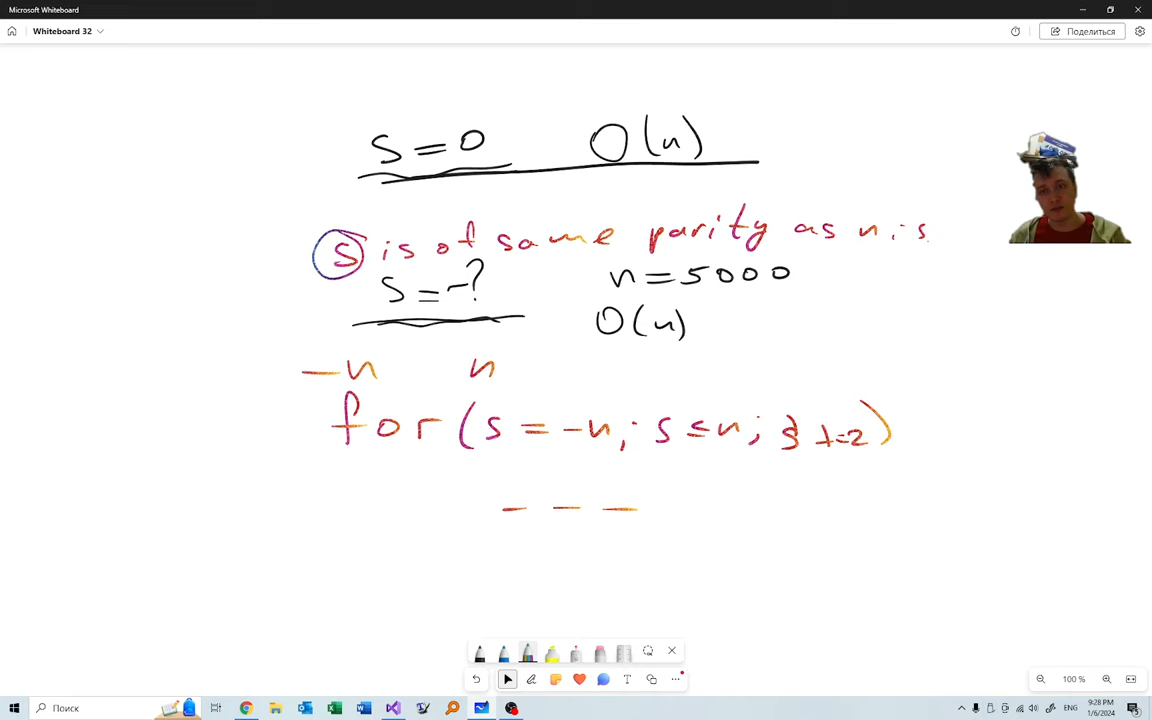 Microsoft Whiteboard
Whiteboard 32
Поделиться
s = 0 O(n)
s is of same parity as n, s
s = ? n = 5000
O(n)
-n n
for (s = -n; s ≤ n; s += 2)
- - -
100 %
Поиск
ENG
9:28 PM
1/6/2024
5